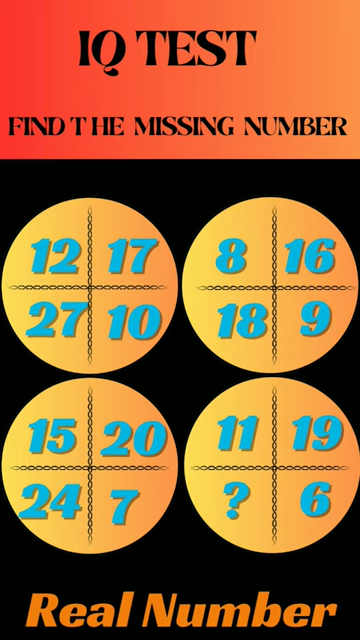 IQ TEST
FIND T HE MISSING NUMBER
12 17 8 16
27 10 18 9
15 20 11 19
24 7 ? 6
Real Number